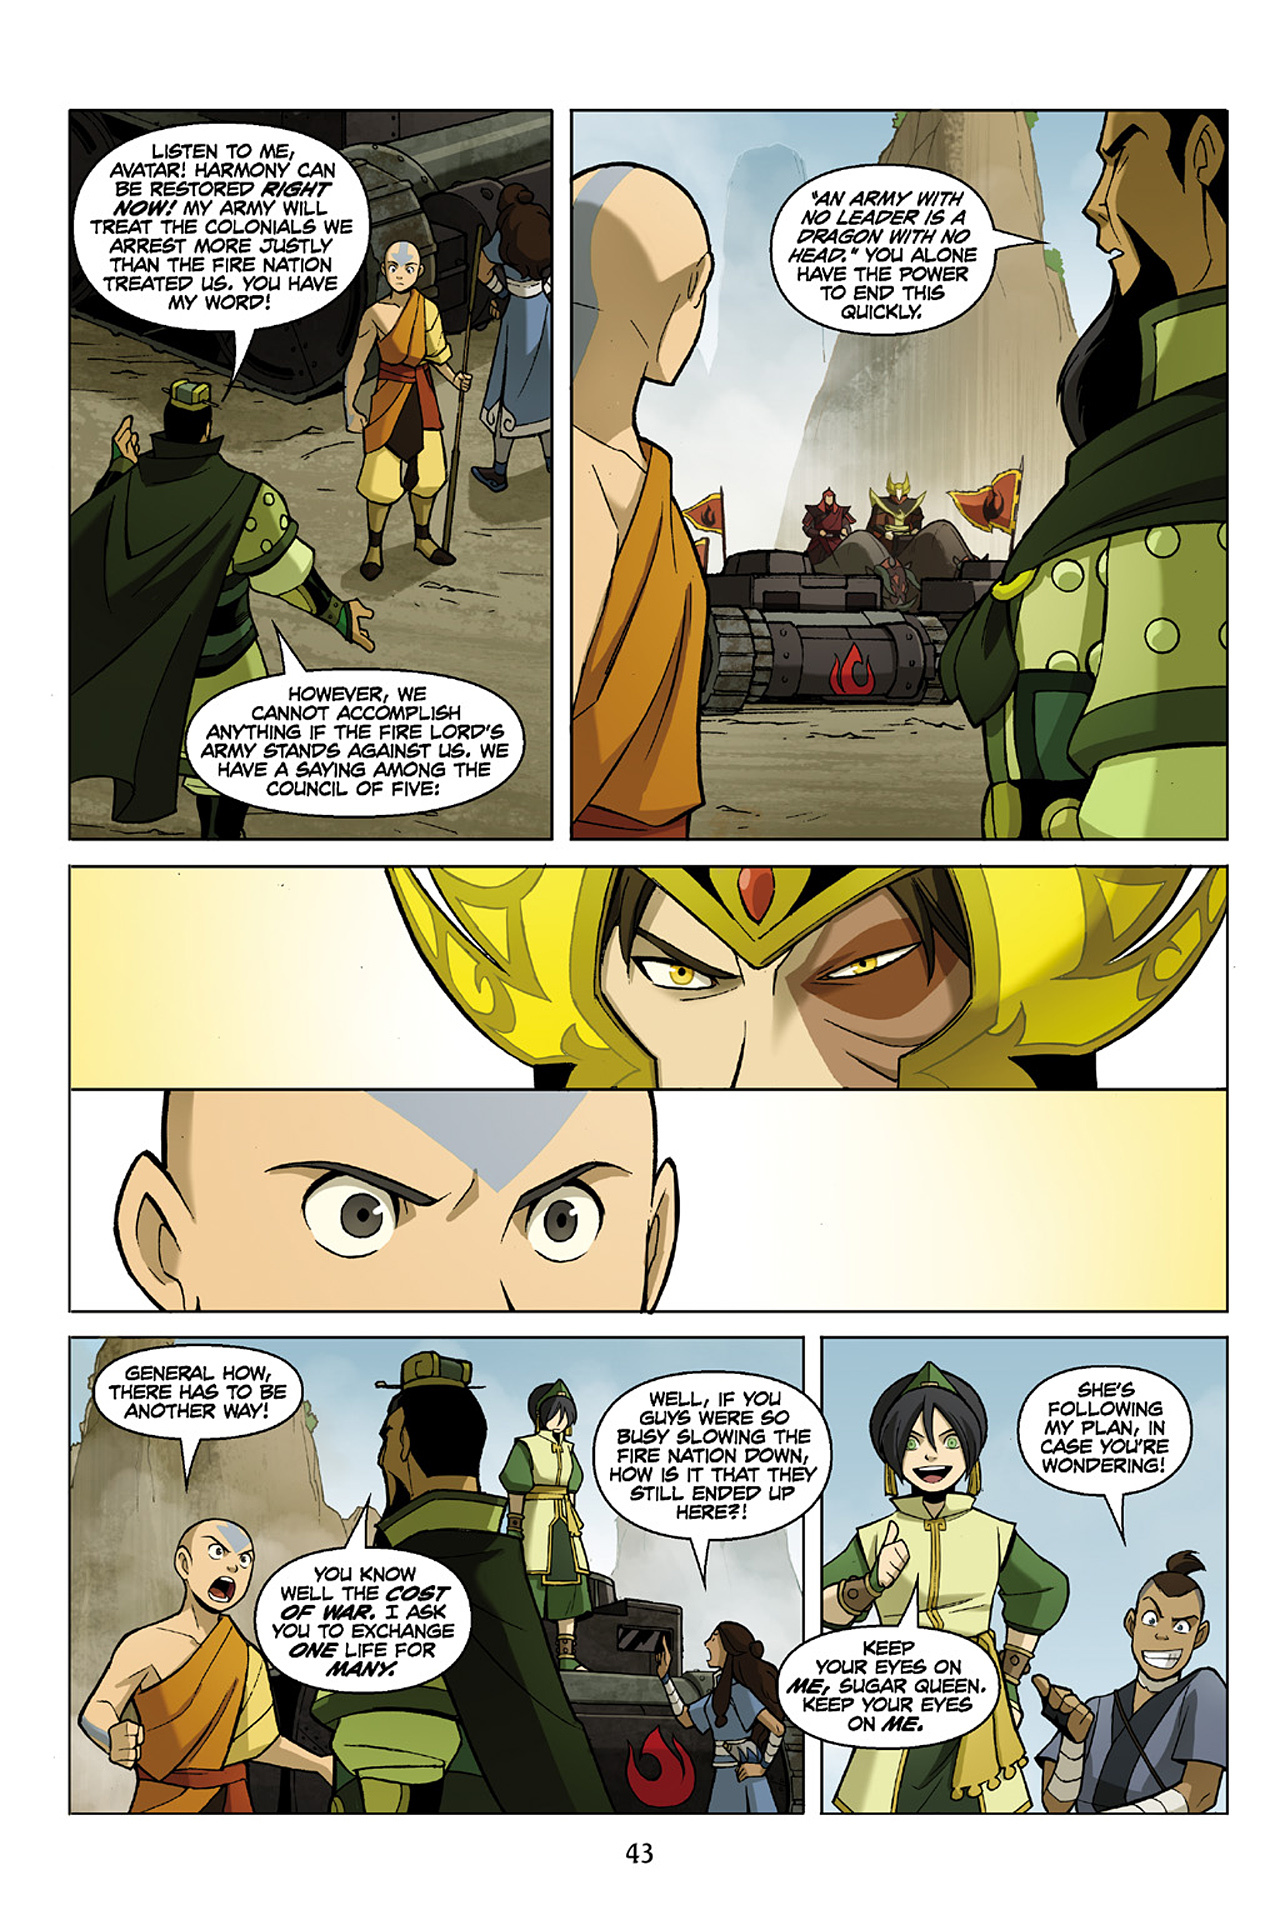 LISTEN TO ME,
AVATAR! HARMONY CAN
BE RESTORED RIGHT
NOW! MY ARMY WILL
TREAT THE COLONIALS WE
ARREST MORE JUSTLY
THAN THE FIRE NATION
TREATED US. YOU HAVE
MY WORD!
HOWEVER, WE
CANNOT ACCOMPLISH
ANYTHING IF THE FIRE LORD'S
ARMY STANDS AGAINST US. WE
HAVE A SAYING AMONG THE
COUNCIL OF FIVE:
"AN ARMY WITH
NO LEADER IS A
DRAGON WITH NO
HEAD." YOU ALONE
HAVE THE POWER
TO END THIS
QUICKLY.
GENERAL HOW,
THERE HAS TO BE
ANOTHER WAY!
YOU KNOW
WELL THE COST
OF WAR. I ASK
YOU TO EXCHANGE
ONE LIFE FOR
MANY.
WELL, IF YOU
GUYS WERE SO
BUSY SLOWING THE
FIRE NATION DOWN,
HOW IS IT THAT THEY
STILL ENDED UP
HERE?!
SHE'S
FOLLOWING
MY PLAN, IN
CASE YOU'RE
WONDERING!
KEEP
YOUR EYES ON
ME, SUGAR QUEEN.
KEEP YOUR EYES
ON ME.
43